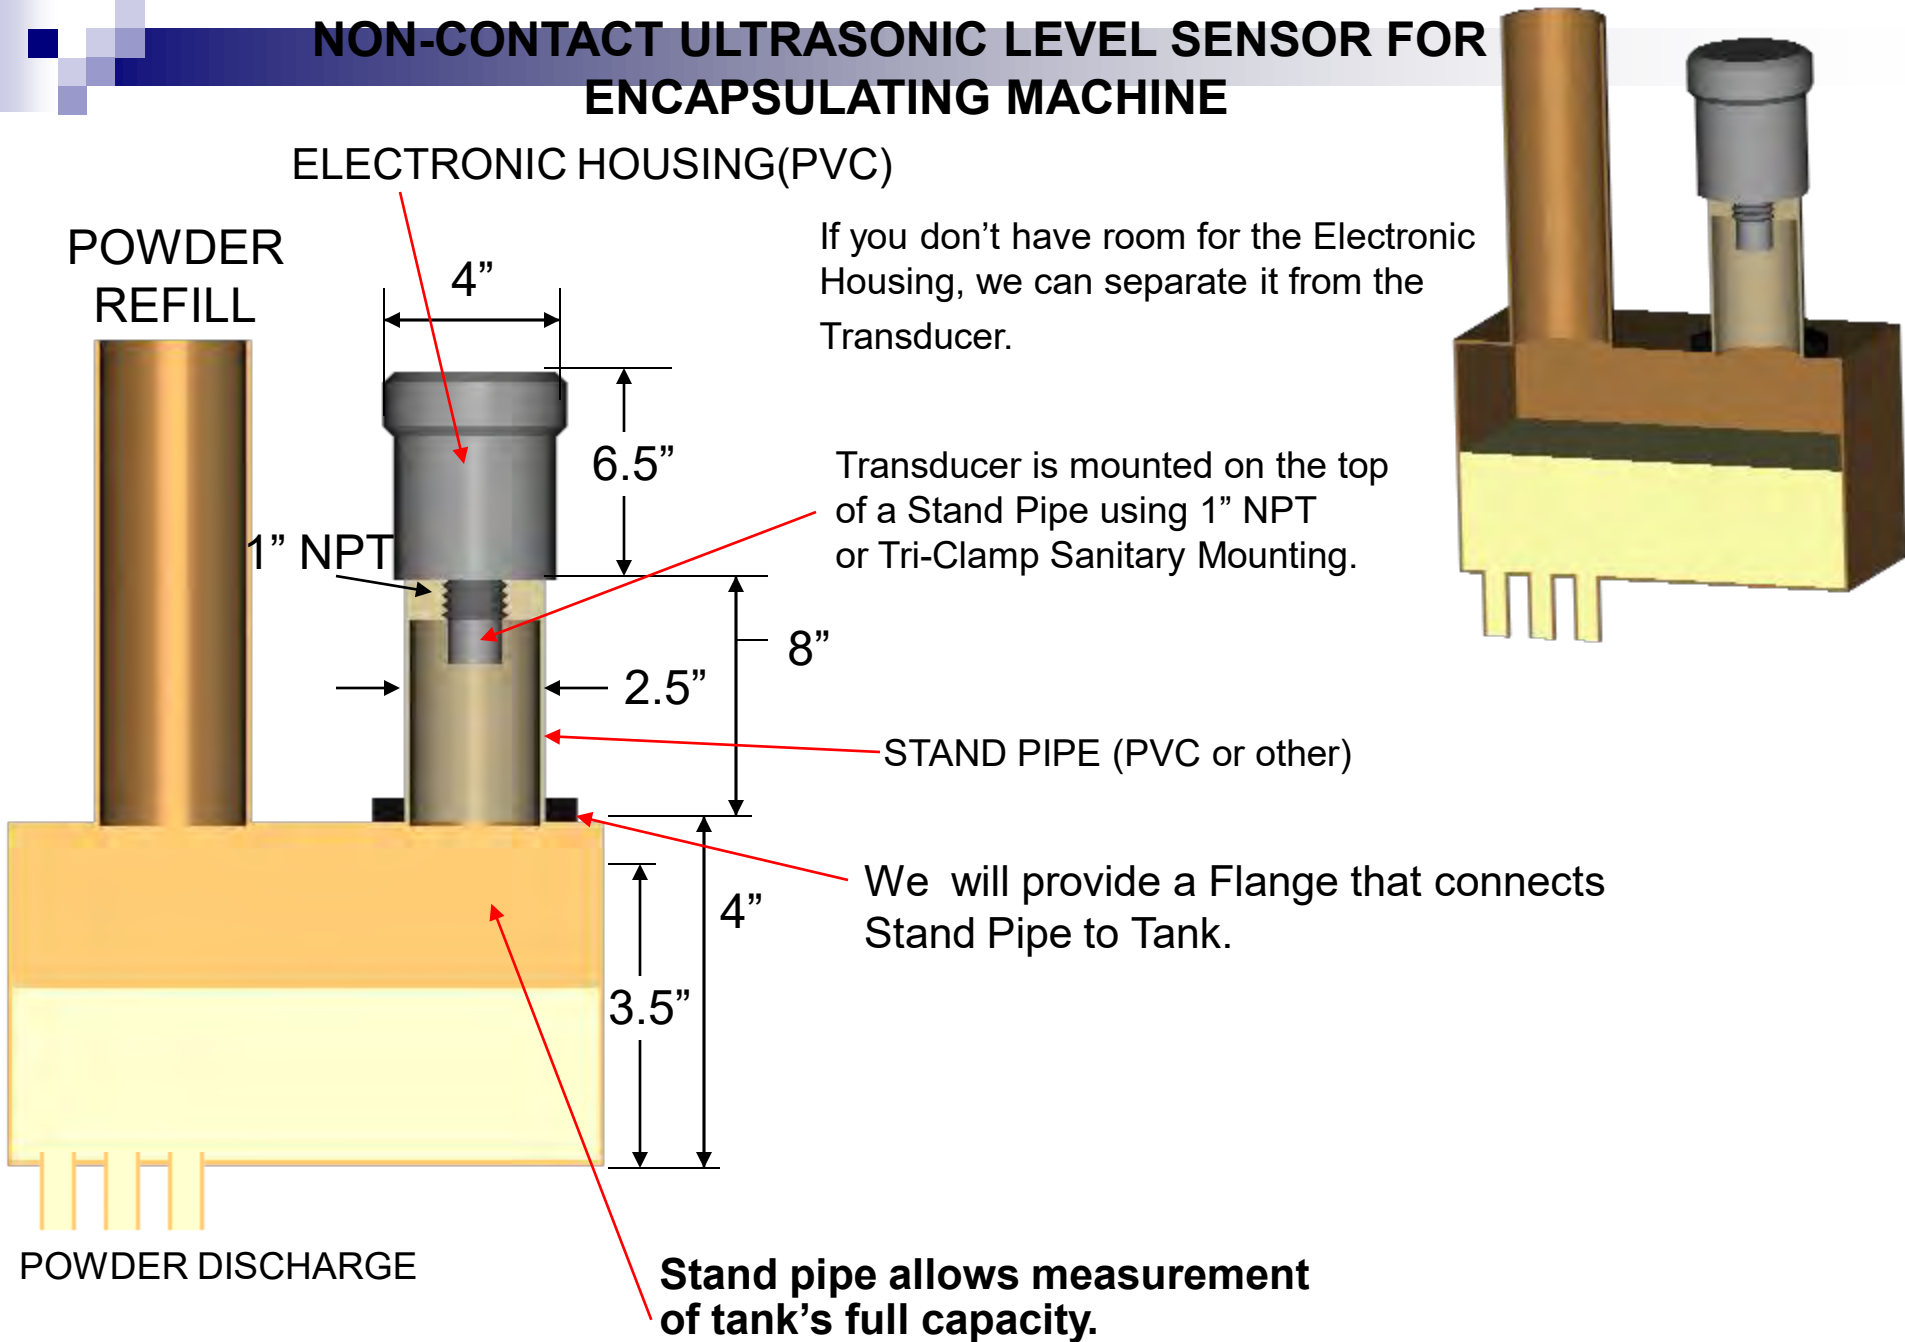 NON-CONTACT ULTRASONIC LEVEL SENSOR FOR
ENCAPSULATING MACHINE
ELECTRONIC HOUSING(PVC)
POWDER
REFILL
4”
If you don’t have room for the Electronic
Housing, we can separate it from the
Transducer.
6.5”
Transducer is mounted on the top
of a Stand Pipe using 1” NPT
or Tri-Clamp Sanitary Mounting.
1” NPT
8”
2.5”
STAND PIPE (PVC or other)
We will provide a Flange that connects
Stand Pipe to Tank.
4”
3.5”
POWDER DISCHARGE
Stand pipe allows measurement
of tank’s full capacity.